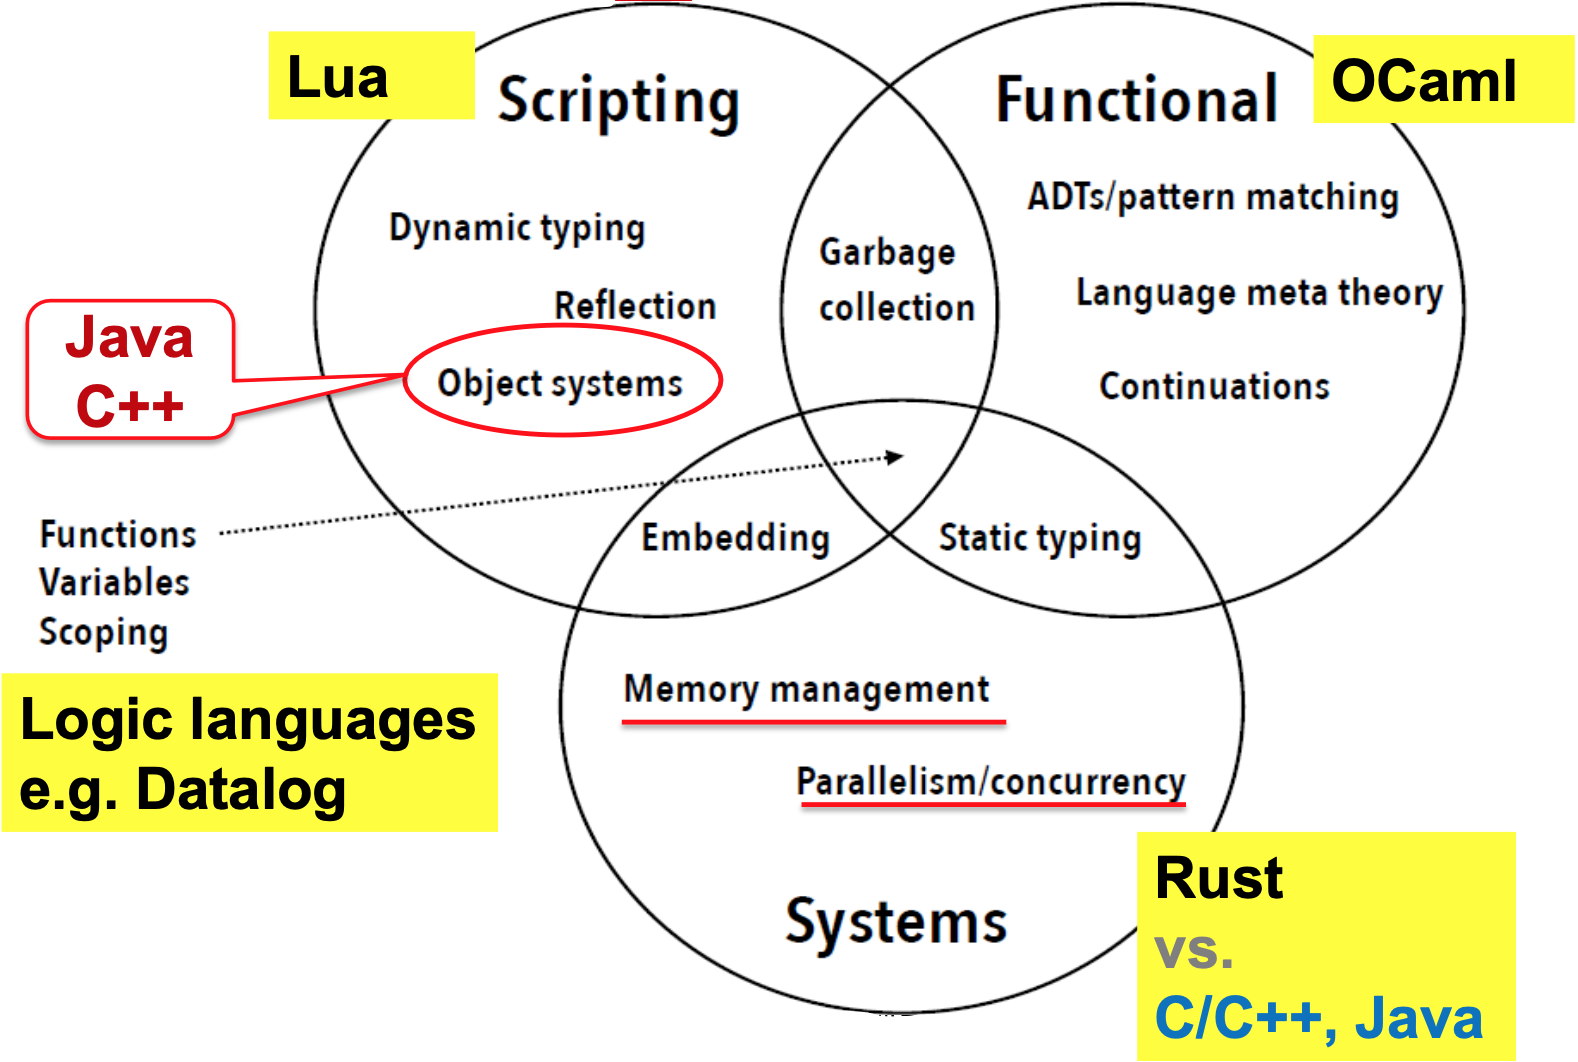 Lua
Scripting
Functional
OCaml
Dynamic typing
ADTs/pattern matching
Garbage
collection
Reflection
Language meta theory
Java
C++
Object systems
Continuations
Functions
Variables
Scoping
Embedding
Static typing
Logic languages
e.g. Datalog
Memory management
Parallelism/concurrency
Systems
Rust
vs.
C/C++, Java